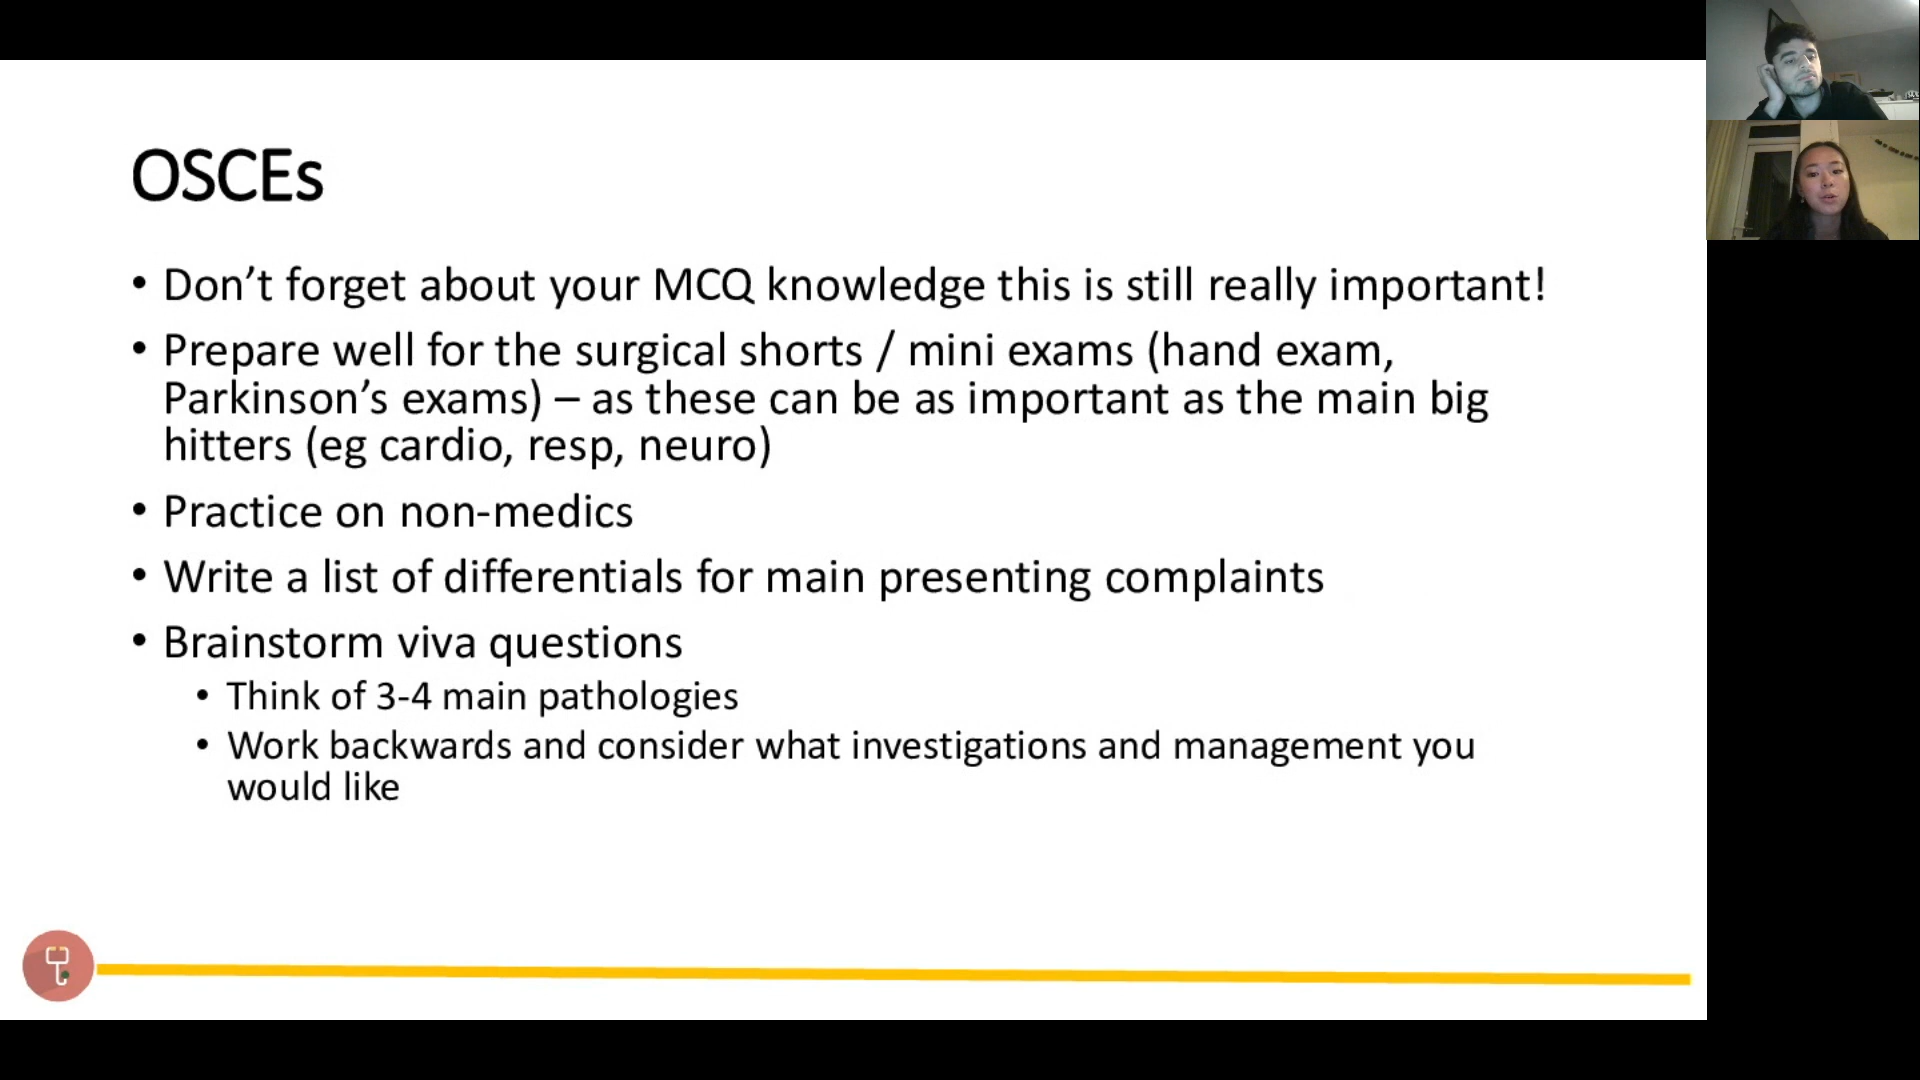 OSCEs
• Don’t forget about your MCQ knowledge this is still really important!
• Prepare well for the surgical shorts / mini exams (hand exam,
Parkinson’s exams) – as these can be as important as the main big
hitters (eg cardio, resp, neuro)
• Practice on non-medics
• Write a list of differentials for main presenting complaints
• Brainstorm viva questions
• Think of 3-4 main pathologies
• Work backwards and consider what investigations and management you
would like